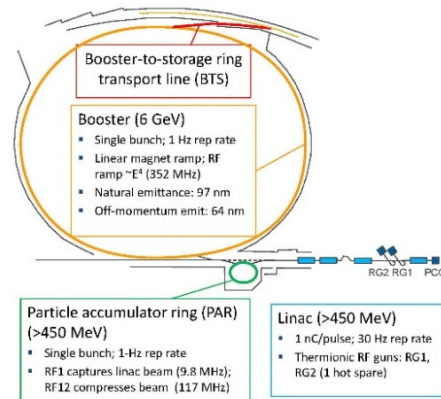 Booster-to-storage ring
transport line (BTS)
Booster (6 GeV)
▪ Single bunch; 1 Hz rep rate
▪ Linear magnet ramp; RF
ramp ~E⁴ (352 MHz)
▪ Natural emittance: 97 nm
▪ Off-momentum emit: 64 nm
RG2 RG1 PCG
Particle accumulator ring (PAR)
(>450 MeV)
▪ Single bunch; 1-Hz rep rate
▪ RF1 captures linac beam (9.8 MHz);
RF12 compresses beam (117 MHz)
Linac (>450 MeV)
▪ 1 nC/pulse; 30 Hz rep rate
▪ Thermionic RF guns: RG1,
RG2 (1 hot spare)